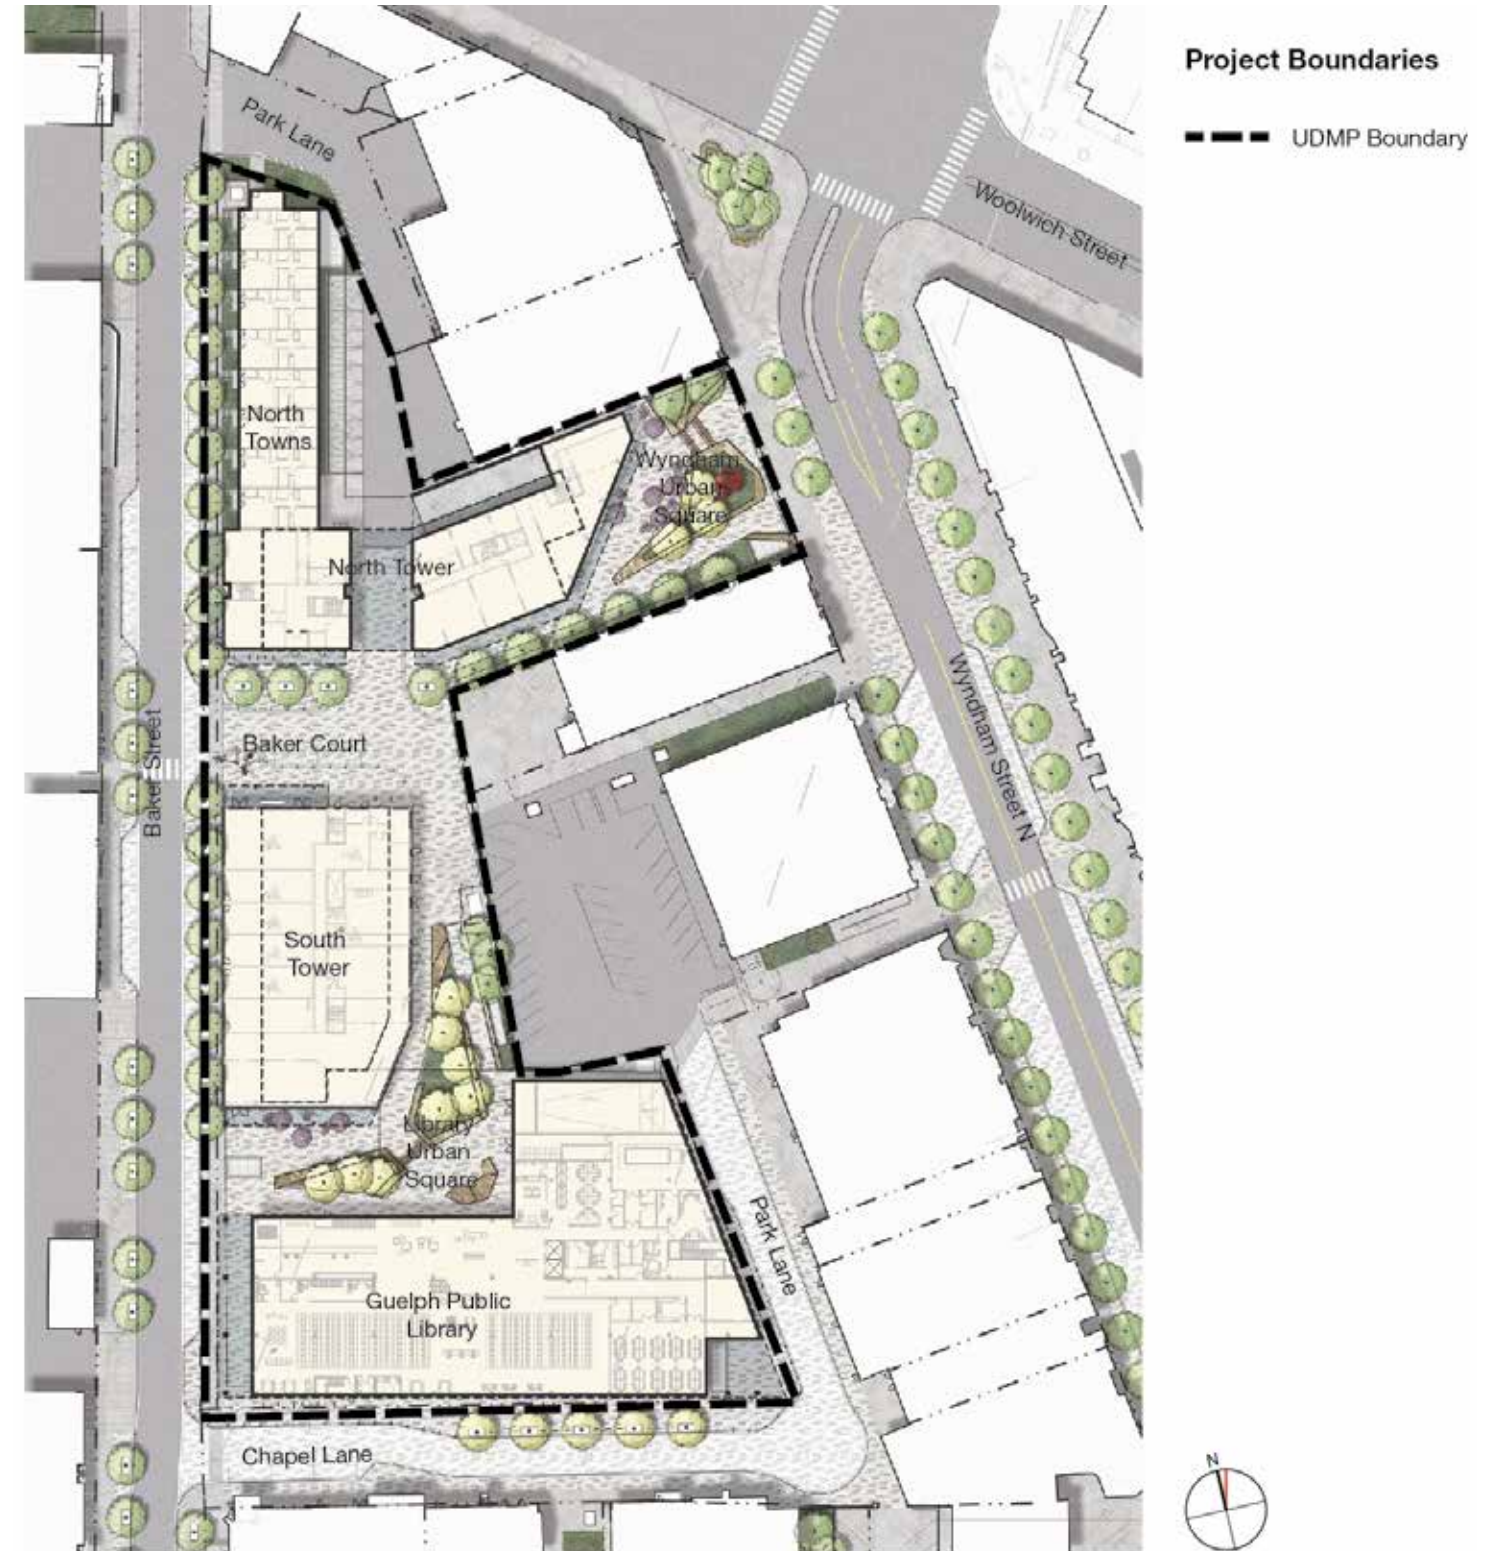 Project Boundaries
UDMP Boundary
Park Lane
Woolwich Street
North
Towns
Wyndham
Urban
Square
North Tower
Wyndham Street N
Baker Street
Baker Court
South
Tower
Library
Urban
Square
Park Lane
Guelph Public
Library
Chapel Lane
N